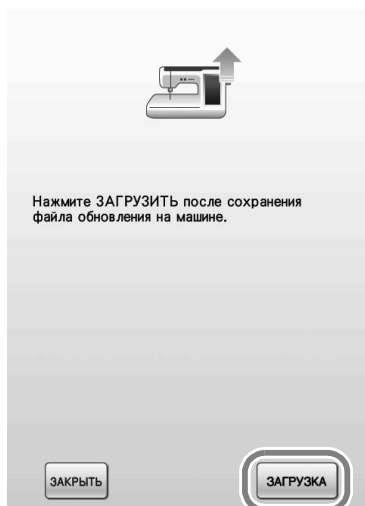 Нажмите ЗАГРУЗИТЬ после сохранения
файла обновления на машине.
ЗАКРЫТЬ
ЗАГРУЗКА